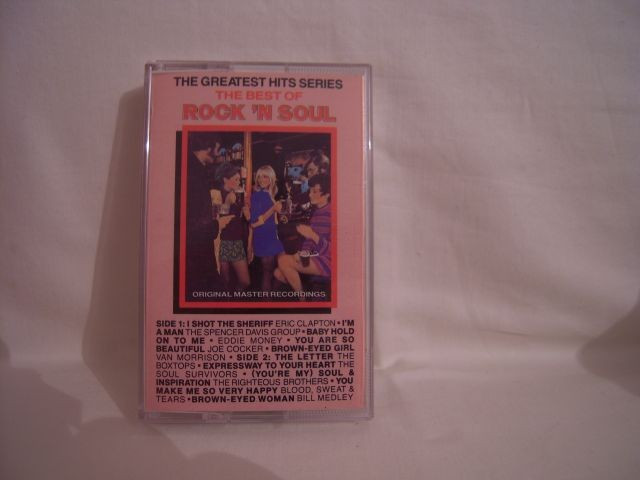 THE GREATEST HITS SERIES
THE BEST OF
ROCK 'N SOUL
ORIGINAL MASTER RECORDINGS
SIDE 1: I SHOT THE SHERIFF ERIC CLAPTON • I'M
A MAN THE SPENCER DAVIS GROUP • BABY HOLD
ON TO ME • EDDIE MONEY • YOU ARE SO
BEAUTIFUL JOE COCKER • BROWN-EYED GIRL
VAN MORRISON • SIDE 2: THE LETTER THE
BOXTOPS • EXPRESSWAY TO YOUR HEART THE
SOUL SURVIVORS • (YOU'RE MY) SOUL &
INSPIRATION THE RIGHTEOUS BROTHERS • YOU
MAKE ME SO VERY HAPPY BLOOD, SWEAT &
TEARS • BROWN-EYED WOMAN BILL MEDLEY